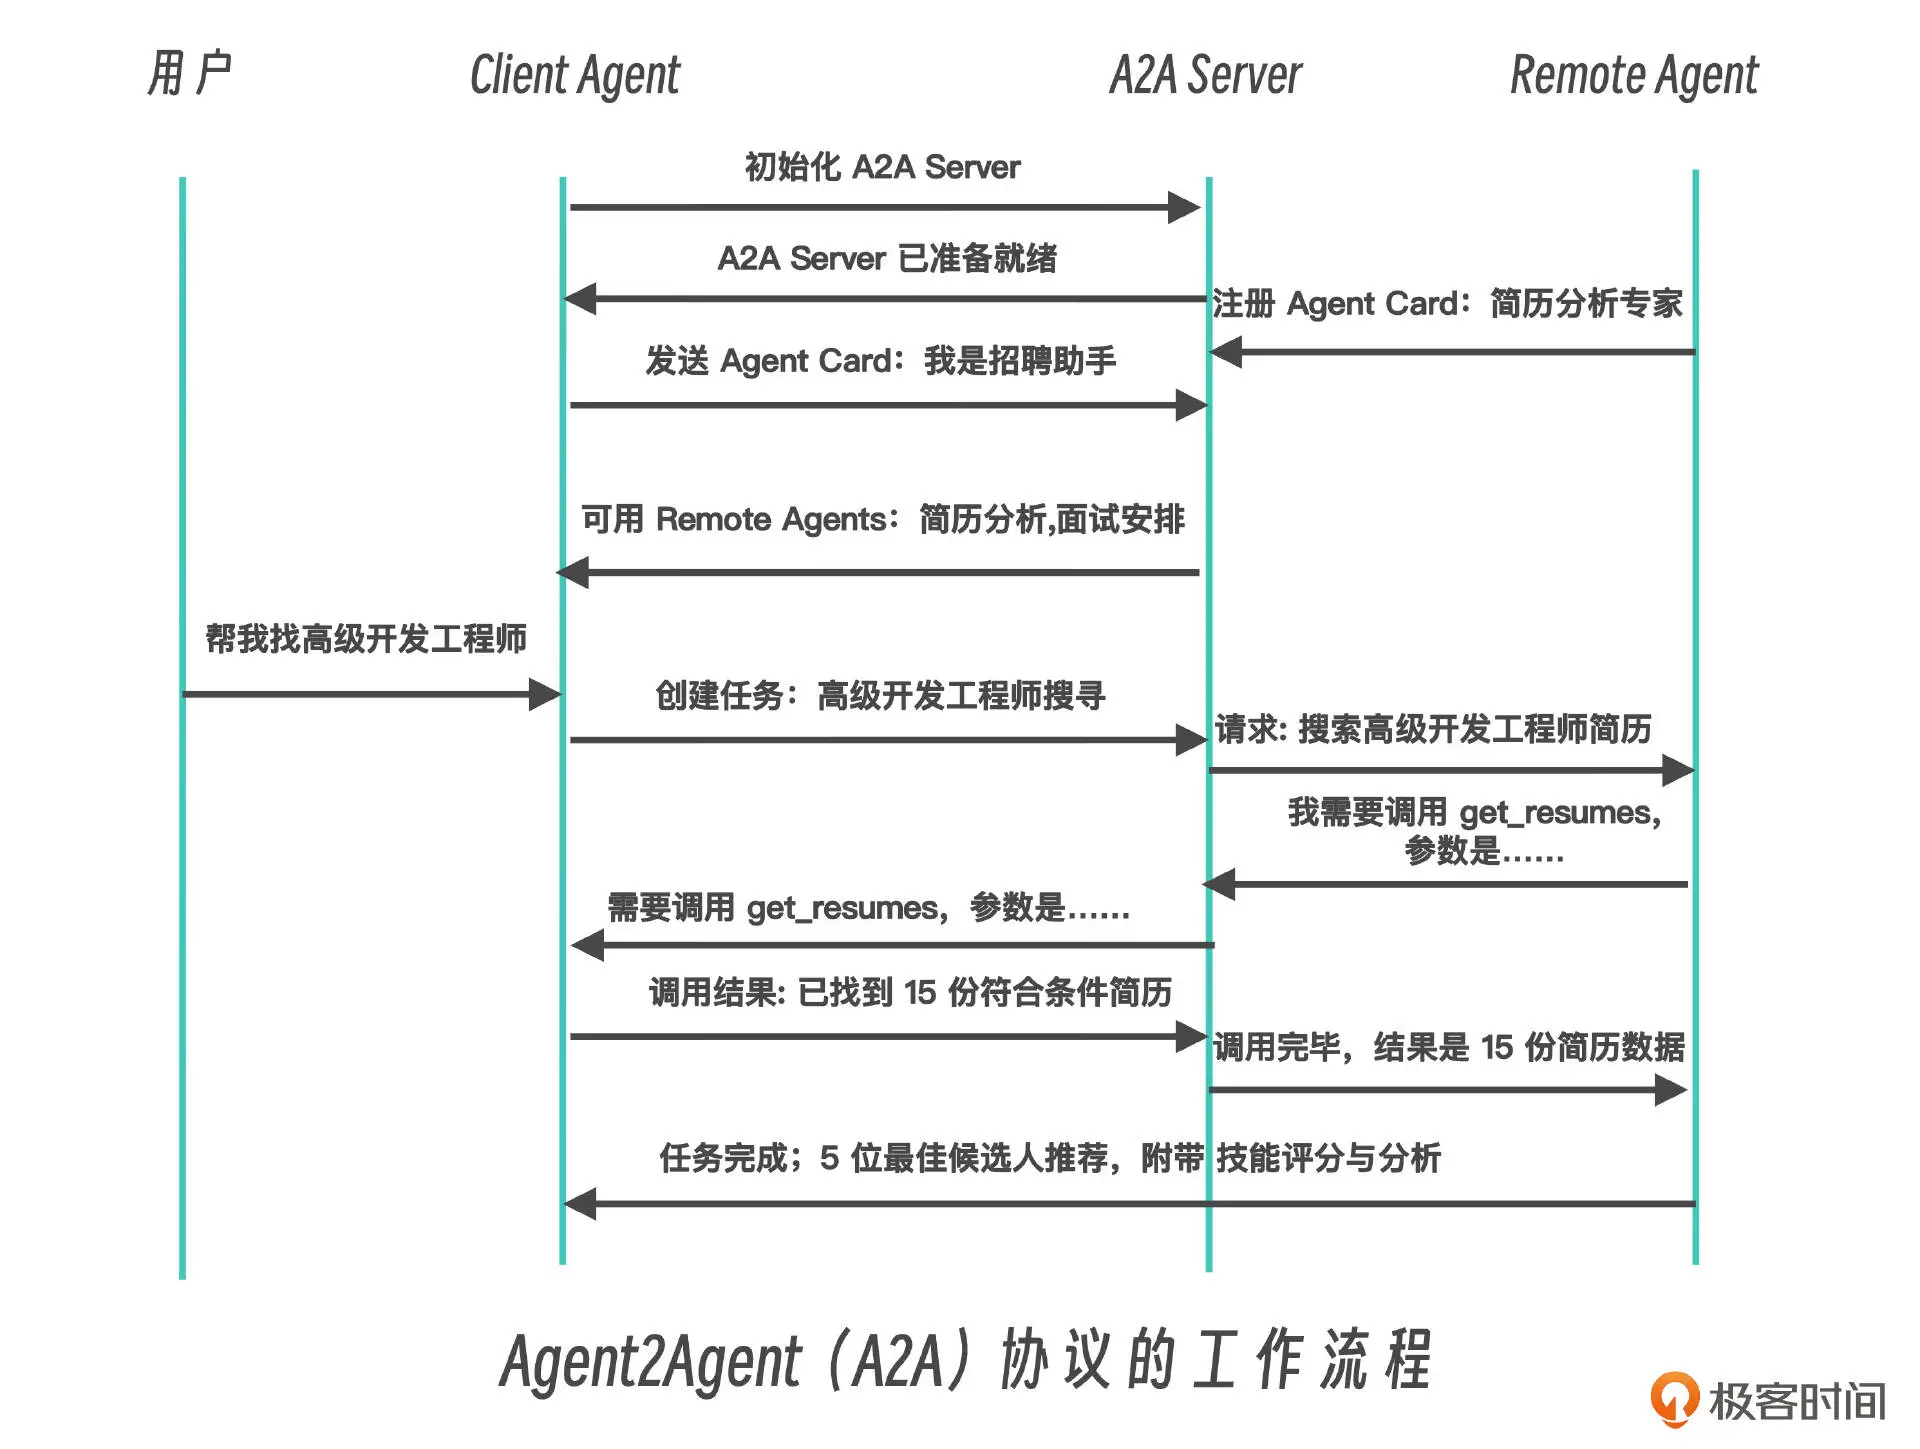 用户
Client Agent
A2A Server
Remote Agent
初始化 A2A Server
A2A Server 已准备就绪
注册 Agent Card：简历分析专家
发送 Agent Card：我是招聘助手
可用 Remote Agents：简历分析,面试安排
帮我找高级开发工程师
创建任务：高级开发工程师搜寻
请求: 搜索高级开发工程师简历
我需要调用 get_resumes，
参数是……
需要调用 get_resumes，参数是……
调用结果: 已找到 15 份符合条件简历
调用完毕，结果是 15 份简历数据
任务完成；5 位最佳候选人推荐，附带 技能评分与分析
Agent2Agent（A2A）协议的工作流程
极客时间